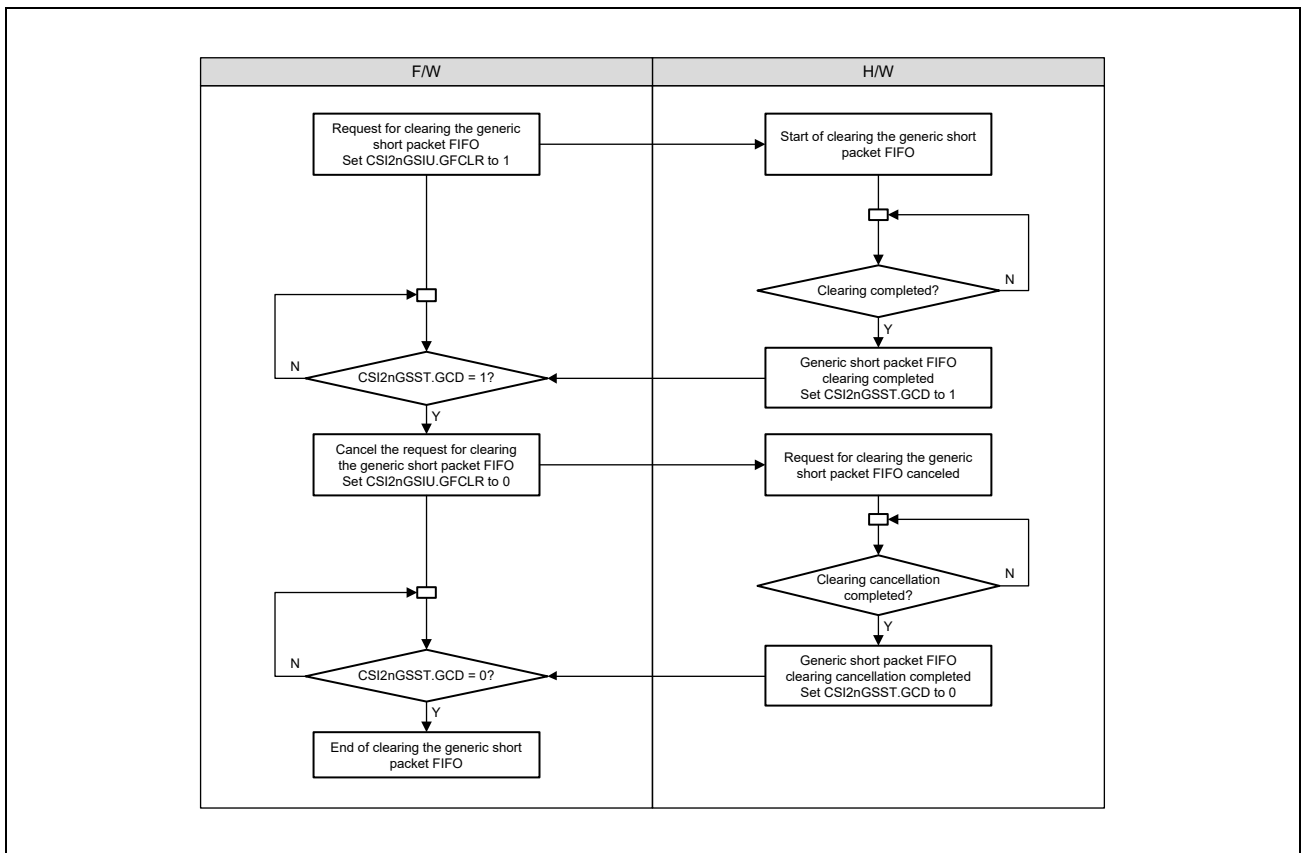 F/W
H/W
Request for clearing the generic
short packet FIFO
Set CSI2nGSIU.GFCLR to 1
Start of clearing the generic short
packet FIFO
N
Clearing completed?
Y
Generic short packet FIFO
clearing completed
Set CSI2nGSST.GCD to 1
N
CSI2nGSST.GCD = 1?
Y
Cancel the request for clearing
the generic short packet FIFO
Set CSI2nGSIU.GFCLR to 0
Request for clearing the generic
short packet FIFO canceled
N
Clearing cancellation
completed?
Y
Generic short packet FIFO
clearing cancellation completed
Set CSI2nGSST.GCD to 0
N
CSI2nGSST.GCD = 0?
Y
End of clearing the generic short
packet FIFO